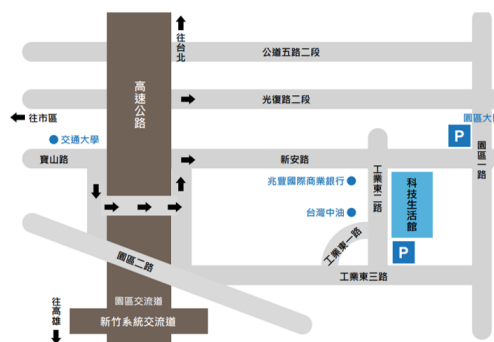 往台北
公道五路二段
高速公路
光復路二段
往市區
園區大
交通大學
P
園區一路
寶山路
新安路
工業東二路
兆豐國際商業銀行
科技生活館
台灣中油
工業東一路
P
園區二路
工業東三路
園區交流道
往高雄
新竹系統交流道